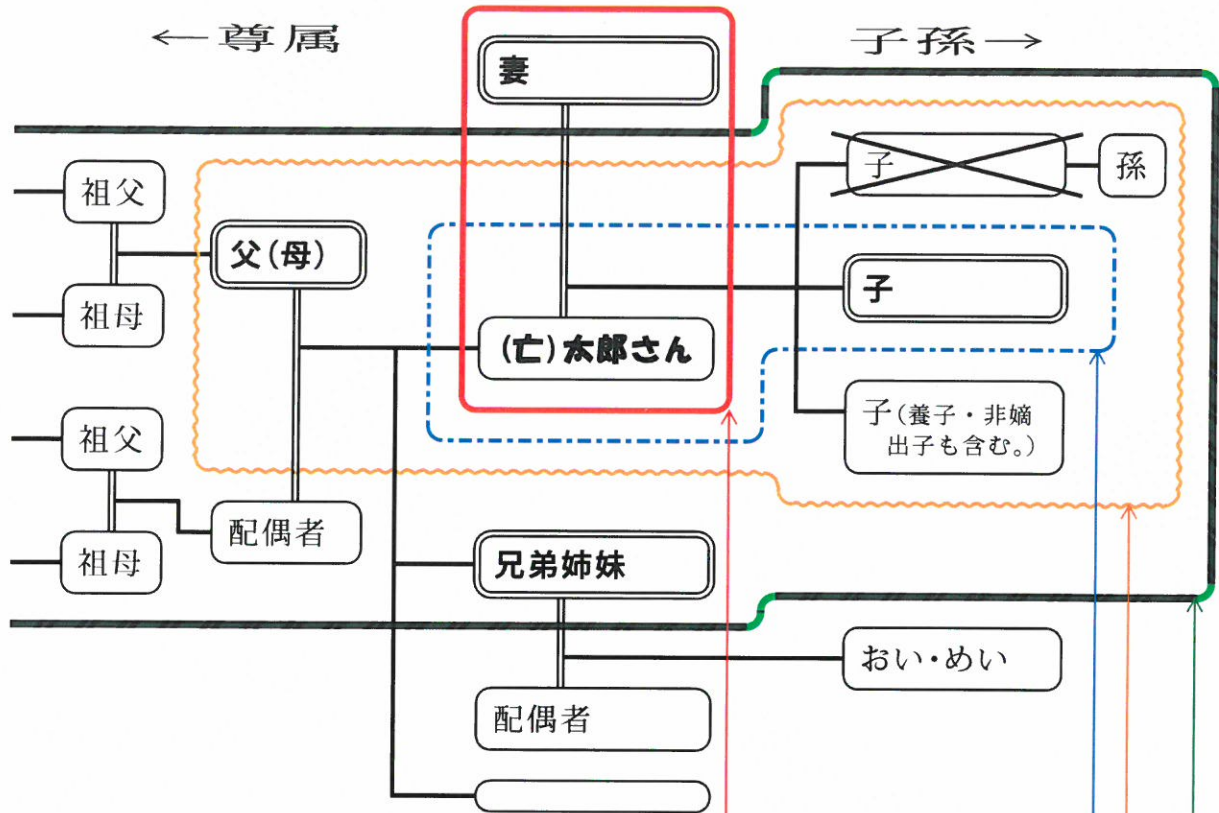 ←尊属
子孫→
妻
祖父
子
孫
父(母)
子
祖母
(亡)太郎さん
子(養子・非嫡
出子も含む。)
祖父
配偶者
祖母
兄弟姉妹
おい・めい
配偶者